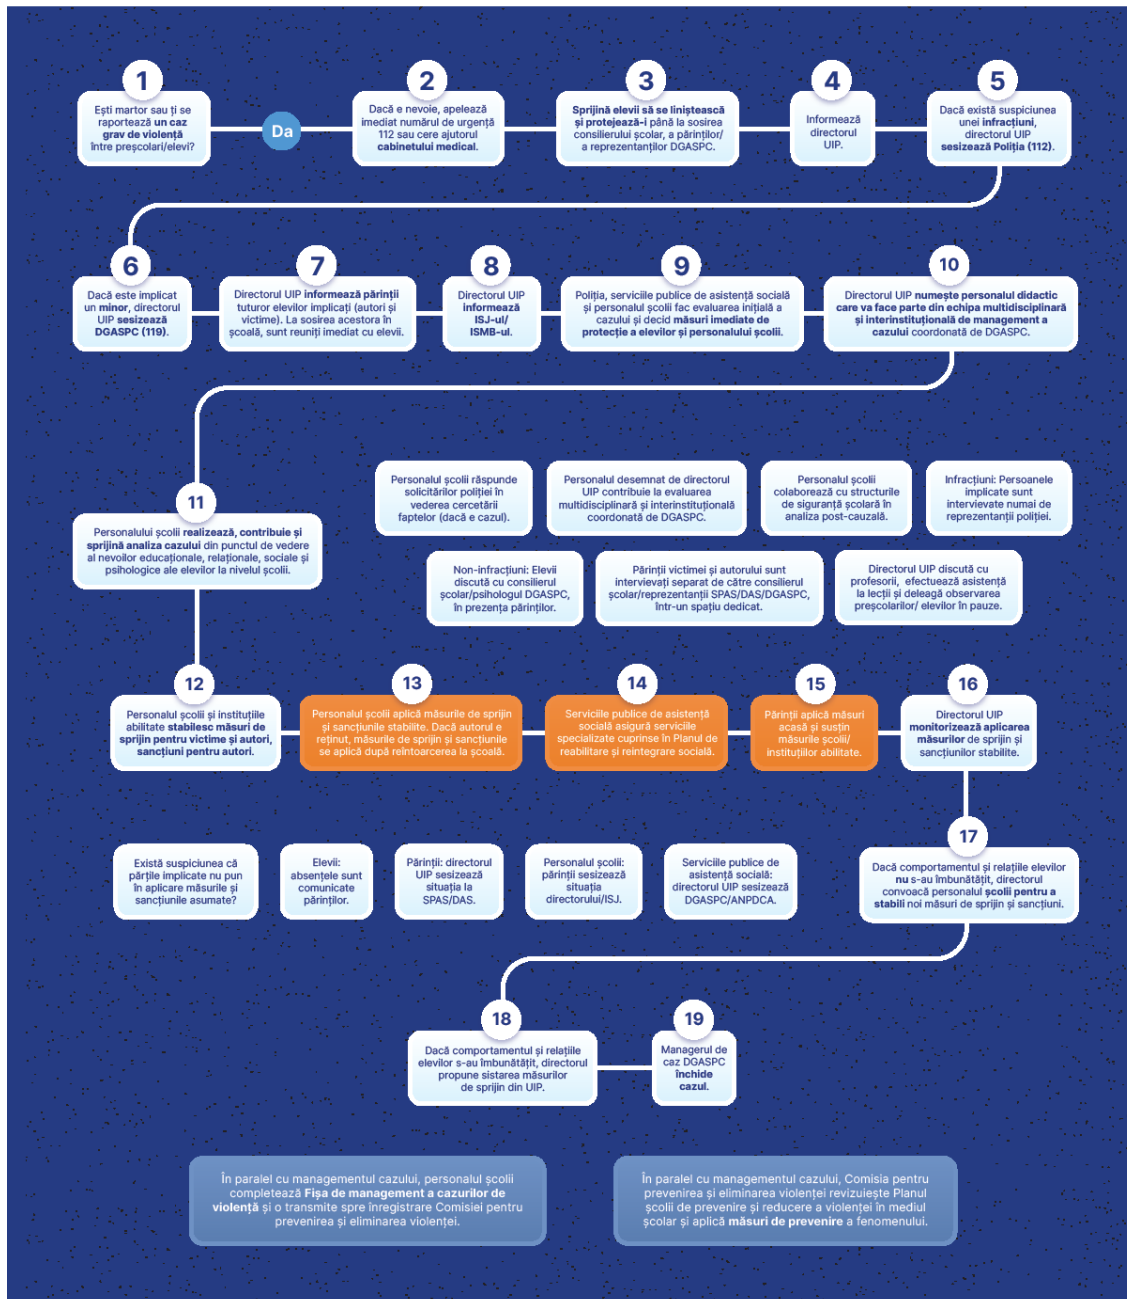 1
Ești martor sau ți se
raportează un caz
grav de violență
între preșcolari/elevi?
Da
2
Dacă e nevoie, apelează
imediat numărul de urgență
112 sau cere ajutorul
cabinetului medical.
3
Sprijină elevii să se liniștească
și protejează-i până la sosirea
consilierului școlar, a părinților/
a reprezentanților DGASPC.
4
Informează
directorul
UIP.
5
Dacă există suspiciunea
unei infracțiuni,
directorul UIP
sesizează Poliția (112).
6
Dacă este implicat
un minor, directorul
UIP sesizează
DGASPC (119).
7
Directorul UIP informează părinții
tuturor elevilor implicați (autori și
victime). La sosirea acestora în
școală, sunt reuniți imediat cu elevii.
8
Directorul UIP
informează
ISJ-ul/
ISMB-ul.
9
Poliția, serviciile publice de asistență socială
și personalul școlii fac evaluarea inițială a
cazului și decid măsuri imediate de
protecție a elevilor și personalului școlii.
10
Directorul UIP numește personalul didactic
care va face parte din echipa multidisciplinară
și interinstituțională de management a
cazului coordonată de DGASPC.
11
Personalului școlii realizează, contribuie și
sprijină analiza cazului din punctul de vedere
al nevoilor educaționale, relaționale, sociale și
psihologice ale elevilor la nivelul școlii.
Personalul școlii răspunde
solicitărilor poliției în
vederea cercetării
faptelor (dacă e cazul).
Personalul desemnat de directorul
UIP contribuie la evaluarea
multidisciplinară și interinstituțională
coordonată de DGASPC.
Personalul școlii
colaborează cu structurile
de siguranță școlară în
analiza post-cauzală.
Infracțiuni: Persoanele
implicate sunt
intervievate numai de
reprezentanții poliției.
Non-infracțiuni: Elevii
discută cu consilierul
școlar/psihologul DGASPC,
în prezența părinților.
Părinții victimei și autorului sunt
intervievați separat de către consilierul
școlar/reprezentanții SPAS/DAS/DGASPC,
într-un spațiu dedicat.
Directorul UIP discută cu
profesorii, efectuează asistență
la lecții și deleagă observarea
preșcolarilor/ elevilor în pauze.
12
Personalul școlii și instituțiile
abilitate stabilesc măsuri de
sprijin pentru victime și autori,
sancțiuni pentru autori.
13
Personalul școlii aplică măsurile de sprijin
și sancțiunile stabilite. Dacă autorul e
reținut, măsurile de sprijin și sancțiunile
se aplică după reîntoarcerea la școală.
14
Serviciile publice de asistență
socială asigură serviciile
specializate cuprinse în Planul de
reabilitare și reintegrare socială.
15
Părinții aplică măsuri
acasă și susțin
măsurile școlii/
instituțiilor abilitate.
16
Directorul UIP
monitorizează aplicarea
măsurilor de sprijin și
sancțiunilor stabilite.
17
Dacă comportamentul și relațiile elevilor
nu s-au îmbunătățit, directorul
convoacă personalul școlii pentru a
stabili noi măsuri de sprijin și sancțiuni.
Există suspiciunea că
părțile implicate nu pun
în aplicare măsurile și
sancțiunile asumate?
Elevii:
absențele sunt
comunicate
părinților.
Părinții: directorul
UIP sesizează
situația la
SPAS/DAS.
Personalul școlii:
părinții sesizează
situația
directorului/ISJ.
Serviciile publice de
asistență socială:
directorul UIP sesizează
DGASPC/ANPDCA.
18
Dacă comportamentul și relațiile
elevilor s-au îmbunătățit, directorul
propune sistarea măsurilor
de sprijin din UIP.
19
Managerul de
caz DGASPC
închide
cazul.
În paralel cu managementul cazului, personalul școlii
completează Fișa de management a cazurilor de
violență și o transmite spre înregistrare Comisiei pentru
prevenirea și eliminarea violenței.
În paralel cu managementul cazului, Comisia pentru
prevenirea și eliminarea violenței revizuiește Planul
școlii de prevenire și reducere a violenței în mediul
școlar și aplică măsuri de prevenire a fenomenului.